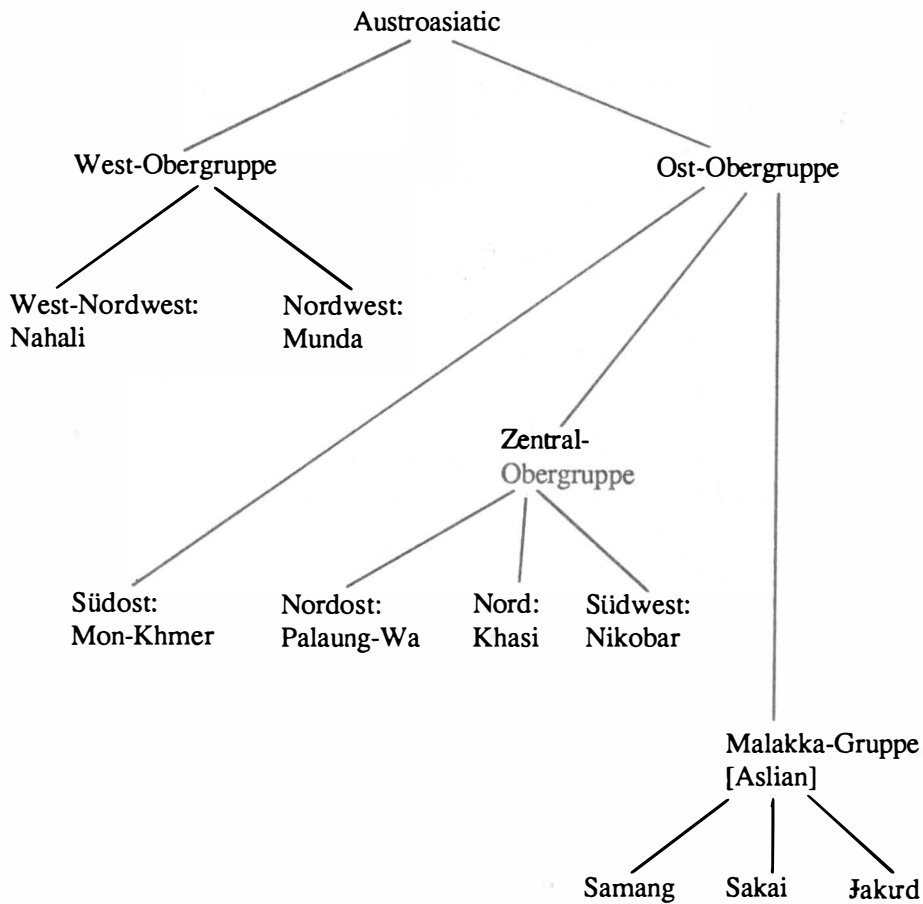 Austroasiatic
West-Obergruppe
Ost-Obergruppe
West-Nordwest:
Nahali
Nordwest:
Munda
Zentral-
Obergruppe
Südost:
Mon-Khmer
Nordost:
Palaung-Wa
Nord:
Khasi
Südwest:
Nikobar
Malakka-Gruppe
[Aslian]
Samang
Sakai